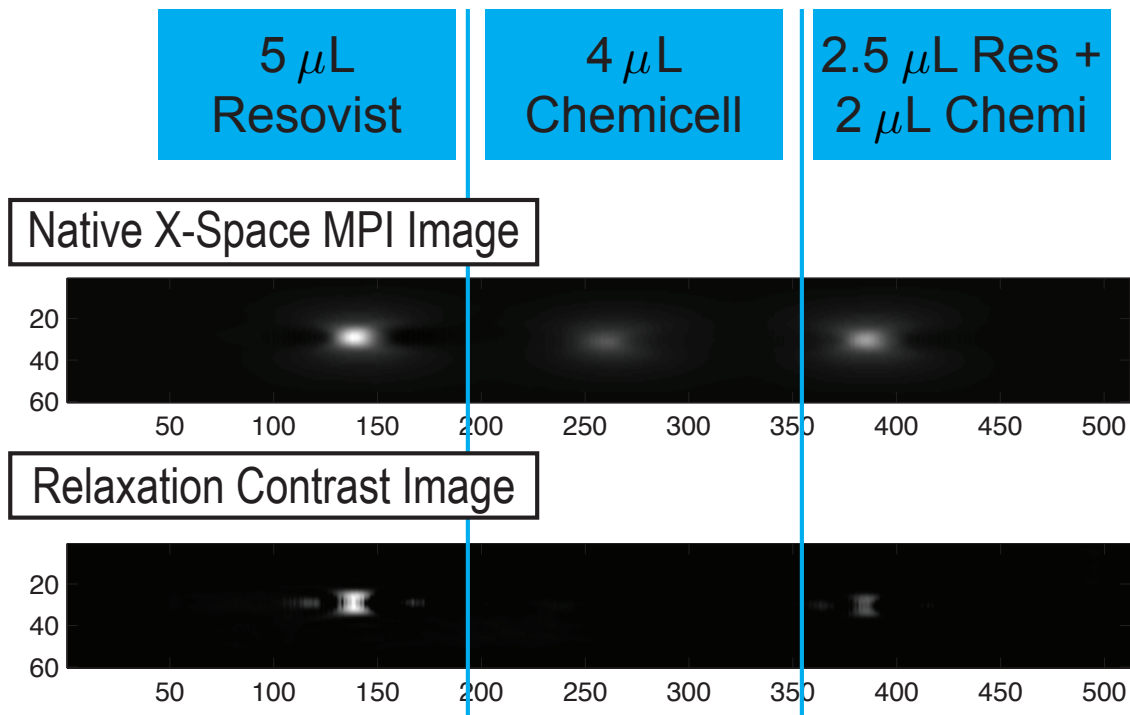 5 μL
Resovist
4 μL
Chemicell
2.5 μL Res +
2 μL Chemi
Native X-Space MPI Image
20
40
60
50 100 150 200 250 300 350 400 450 500
Relaxation Contrast Image
20
40
60
50 100 150 200 250 300 350 400 450 500